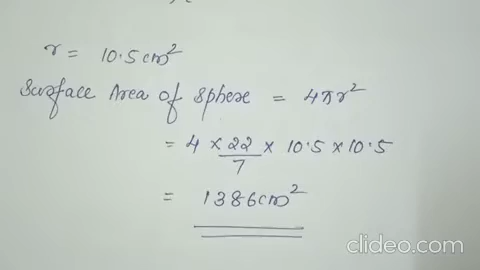 r = 10.5 cm²
Surface Area of Sphere = 4πr²
= 4 × 22/7 × 10.5 × 10.5
= 1386 cm²
clideo.com